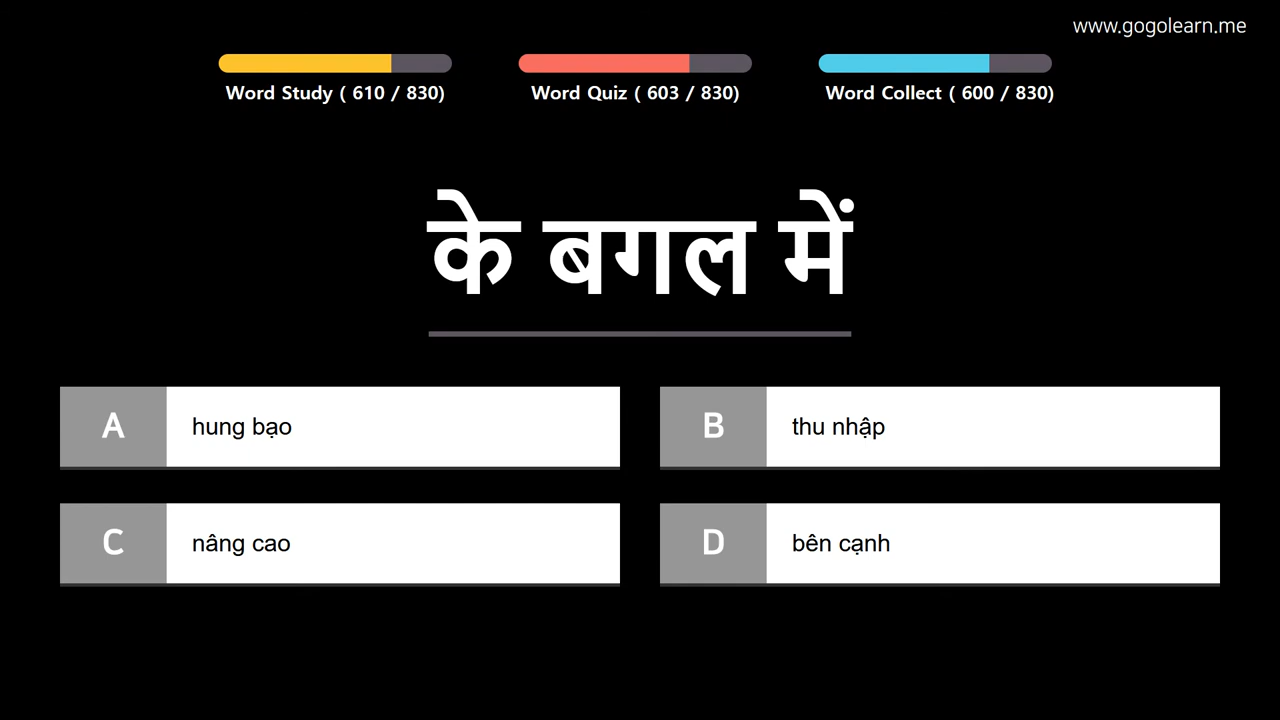 www.gogolearn.me
Word Study ( 610 / 830)
Word Quiz ( 603 / 830)
Word Collect ( 600 / 830)
के बगल में
A
hung bạo
B
thu nhập
C
nâng cao
D
bên cạnh